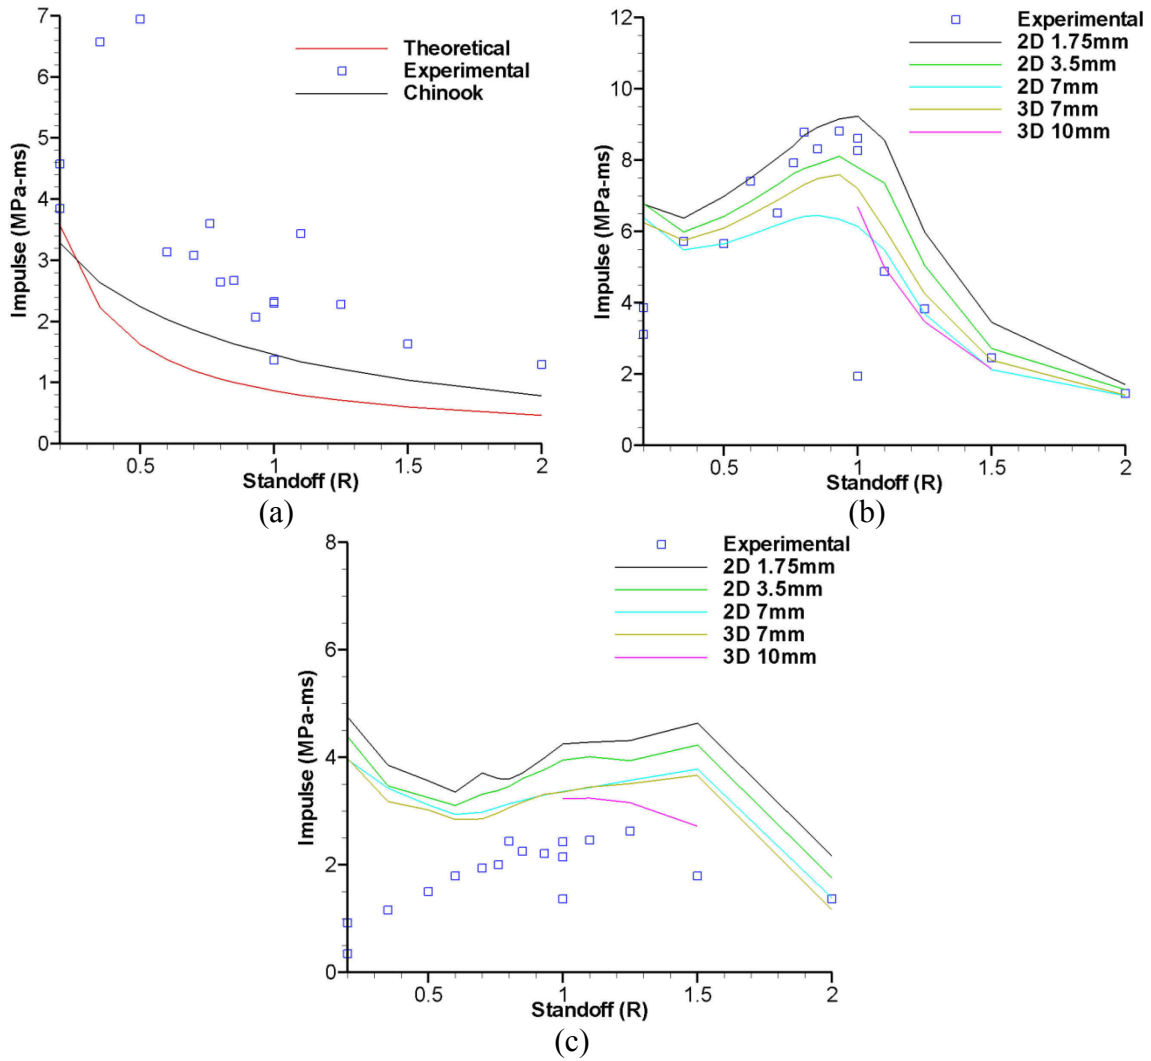 7
6
5
4
3
2
1
0
Impulse (MPa-ms)
Theoretical
Experimental
Chinook
0.5
1
1.5
2
Standoff (R)
(a)
12
10
8
6
4
2
0
Impulse (MPa-ms)
Experimental
2D 1.75mm
2D 3.5mm
2D 7mm
3D 7mm
3D 10mm
0.5
1
1.5
2
Standoff (R)
(b)
8
6
4
2
0
Impulse (MPa-ms)
Experimental
2D 1.75mm
2D 3.5mm
2D 7mm
3D 7mm
3D 10mm
0.5
1
1.5
2
Standoff (R)
(c)